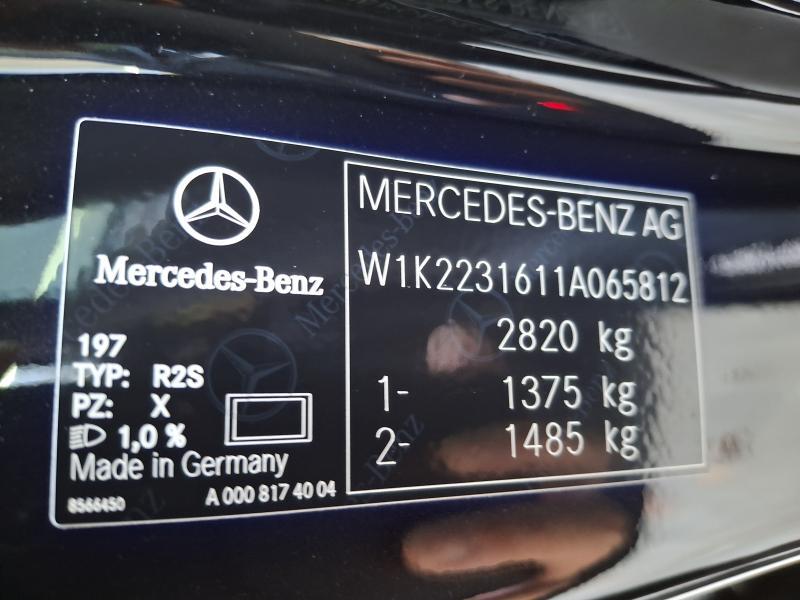 Mercedes-Benz
197
TYP: R2S
PZ: X
1,0 %
Made in Germany
8566450 A 000 817 40 04
MERCEDES-BENZ AG
W1K2231611A065812
2820 kg
1- 1375 kg
2- 1485 kg